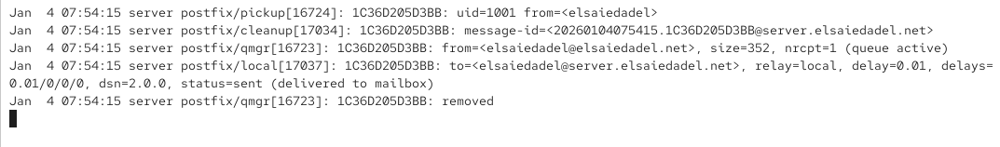 Jan  4 07:54:15 server postfix/pickup[16724]: 1C36D205D3BB: uid=1001 from=<elsaiedadel>
Jan  4 07:54:15 server postfix/cleanup[17034]: 1C36D205D3BB: message-id=<20260104075415.1C36D205D3BB@server.elsaiedadel.net>
Jan  4 07:54:15 server postfix/qmgr[16723]: 1C36D205D3BB: from=<elsaiedadel@elsaiedadel.net>, size=352, nrcpt=1 (queue active)
Jan  4 07:54:15 server postfix/local[17037]: 1C36D205D3BB: to=<elsaiedadel@server.elsaiedadel.net>, relay=local, delay=0.01, delays=
0.01/0/0/0, dsn=2.0.0, status=sent (delivered to mailbox)
Jan  4 07:54:15 server postfix/qmgr[16723]: 1C36D205D3BB: removed